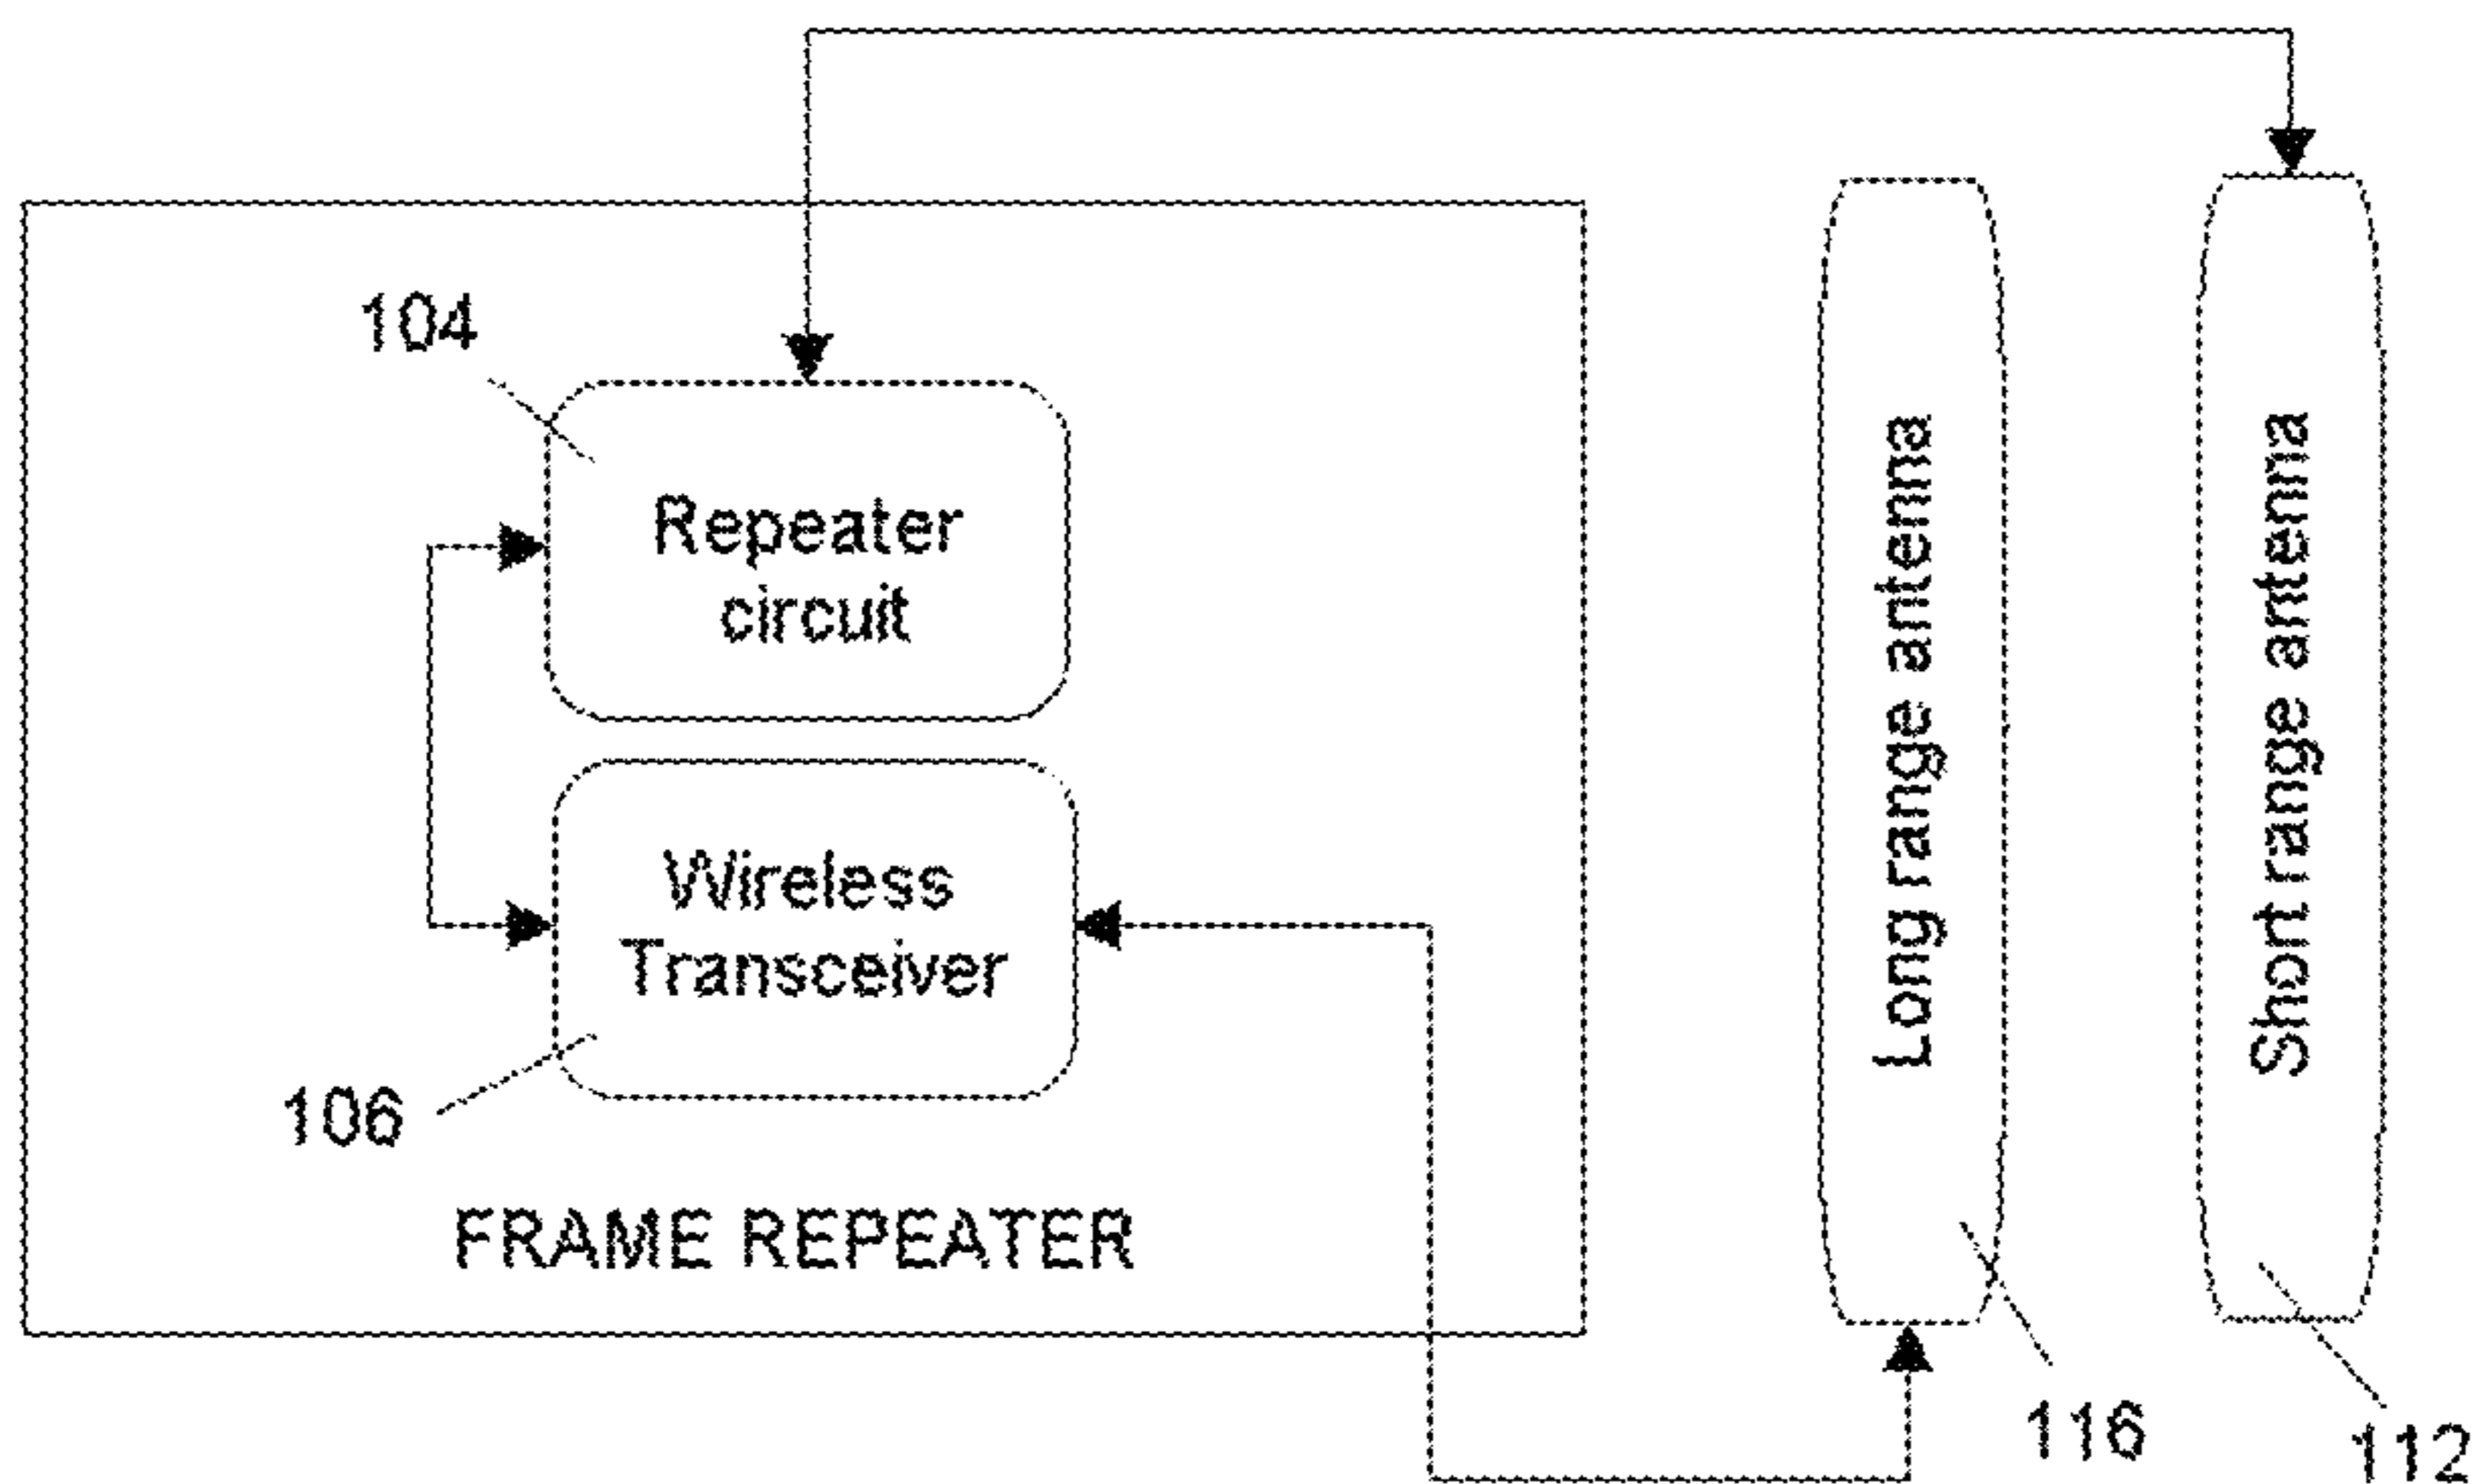 104
Repeater
circuit
Wireless
Transceiver
106
FRAME REPEATER
Long range antenna
Short range antenna
116
112